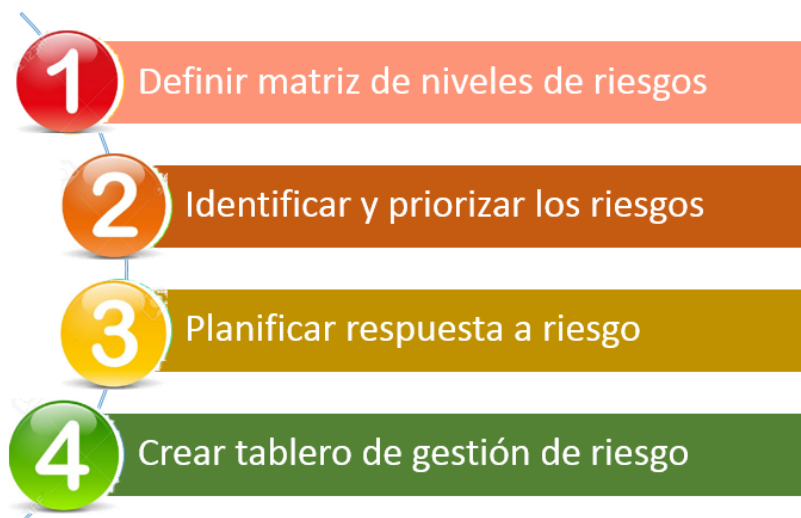 1 Definir matriz de niveles de riesgos
2 Identificar y priorizar los riesgos
3 Planificar respuesta a riesgo
4 Crear tablero de gestión de riesgo